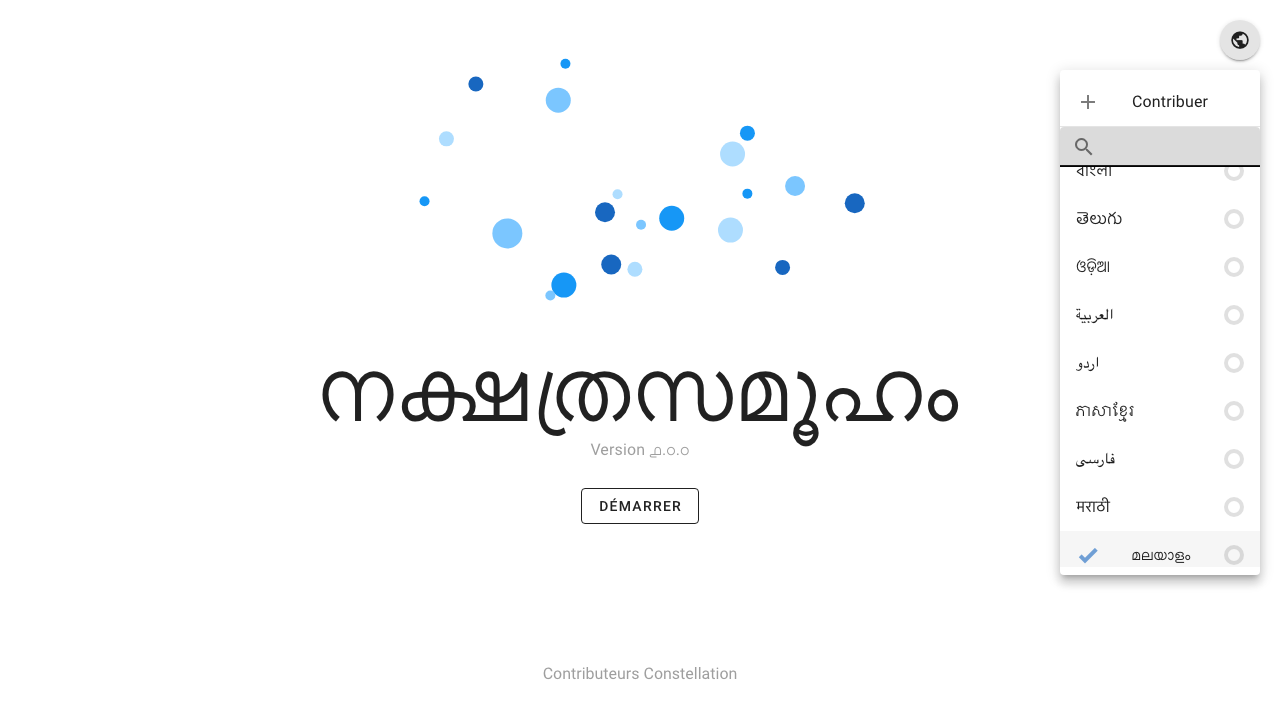 Contribuer
বাংলা
తెలుగు
ଓଡ଼ିଆ
العربية
اردو
ភាសាខ្មែរ
فارسی
मराठी
മലയാളം
നക്ഷത്രസമൂഹം
Version ൧.൦.൦
DÉMARRER
Contributeurs Constellation